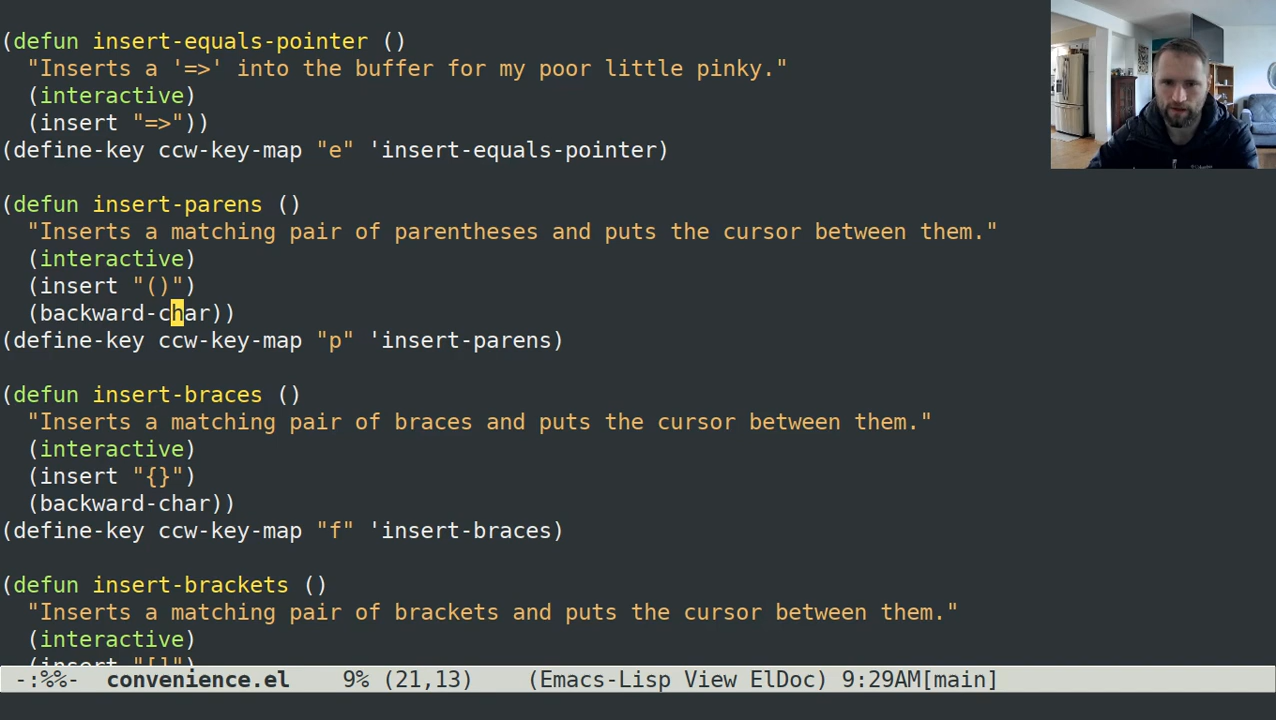 (defun insert-equals-pointer ()
  "Inserts a '=>' into the buffer for my poor little pinky."
  (interactive)
  (insert "=>"))
(define-key ccw-key-map "e" 'insert-equals-pointer)
(defun insert-parens ()
  "Inserts a matching pair of parentheses and puts the cursor between them."
  (interactive)
  (insert "()")
  (backward-char))
(define-key ccw-key-map "p" 'insert-parens)
(defun insert-braces ()
  "Inserts a matching pair of braces and puts the cursor between them."
  (interactive)
  (insert "{}")
  (backward-char))
(define-key ccw-key-map "f" 'insert-braces)
(defun insert-brackets ()
  "Inserts a matching pair of brackets and puts the cursor between them."
  (interactive)
  (insert "[]")
-:%%-  convenience.el    9% (21,13)    (Emacs-Lisp View ElDoc) 9:29AM[main]